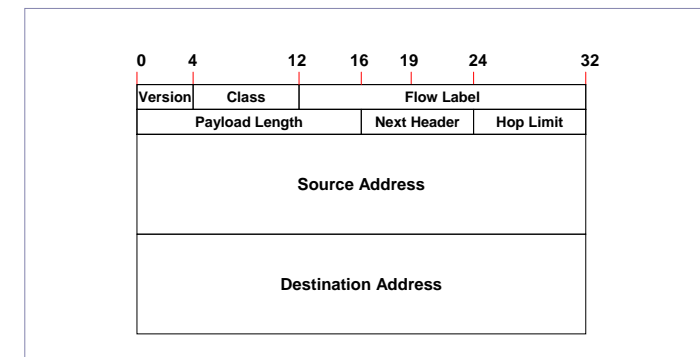 0 4 12 16 19 24 32
Version Class Flow Label
Payload Length Next Header Hop Limit
Source Address
Destination Address